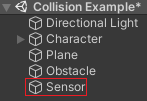 Collision Example*
Directional Light
Character
Plane
Obstacle
Sensor